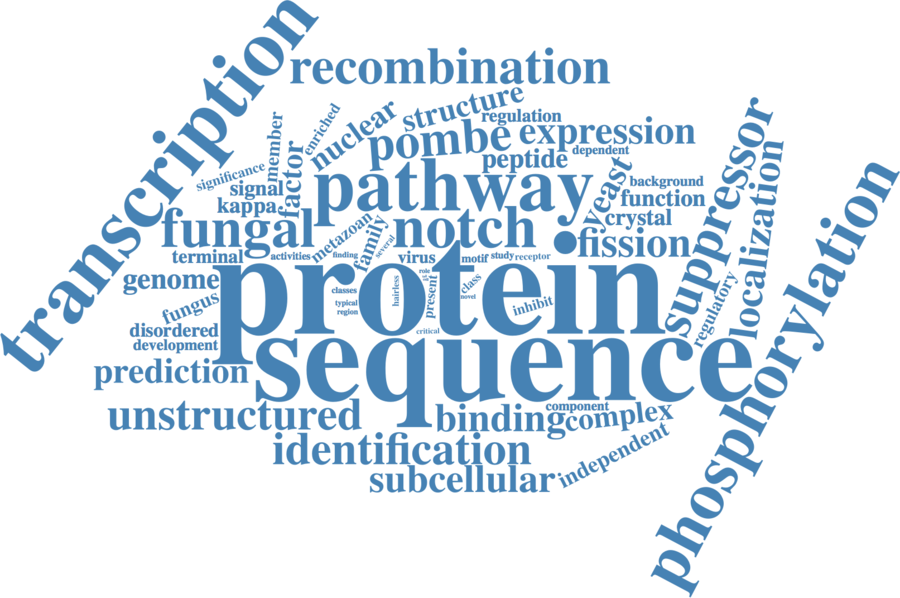 transcription
recombination
structure
regulation
enriched
nuclear
pombe
expression
member
factor
peptide
dependent
significance
signal
kappa
pathway
yeast
background
function
crystal
suppressor
localization
fungal
metazoan
family
several
notch
fission
terminal
activities
finding
virus
motif
study
receptor
genome
protein
role
class
classes
hairless
present
novel
typical
region
inhibit
regulatory
fungus
disordered
development
critical
phosphorylation
prediction
sequence
unstructured
binding
component
complex
identification
independent
subcellular